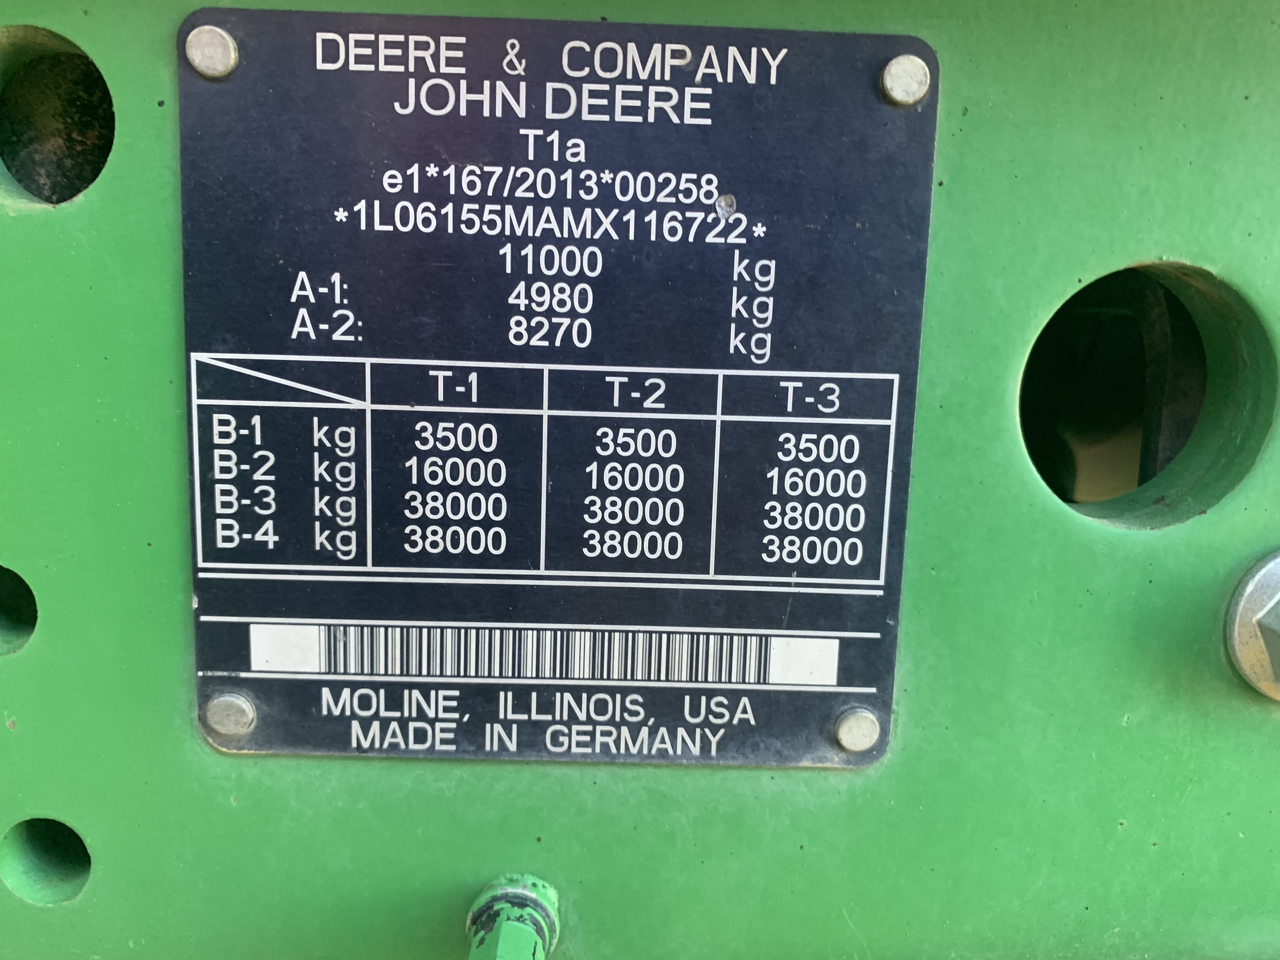 DEERE & COMPANY
JOHN DEERE
T1a
e1*167/2013*00258
*1L06155MAMX116722*
11000 kg
A-1: 4980 kg
A-2: 8270 kg
T-1 T-2 T-3
B-1 kg 3500 3500 3500
B-2 kg 16000 16000 16000
B-3 kg 38000 38000 38000
B-4 kg 38000 38000 38000
MOLINE, ILLINOIS, USA
MADE IN GERMANY